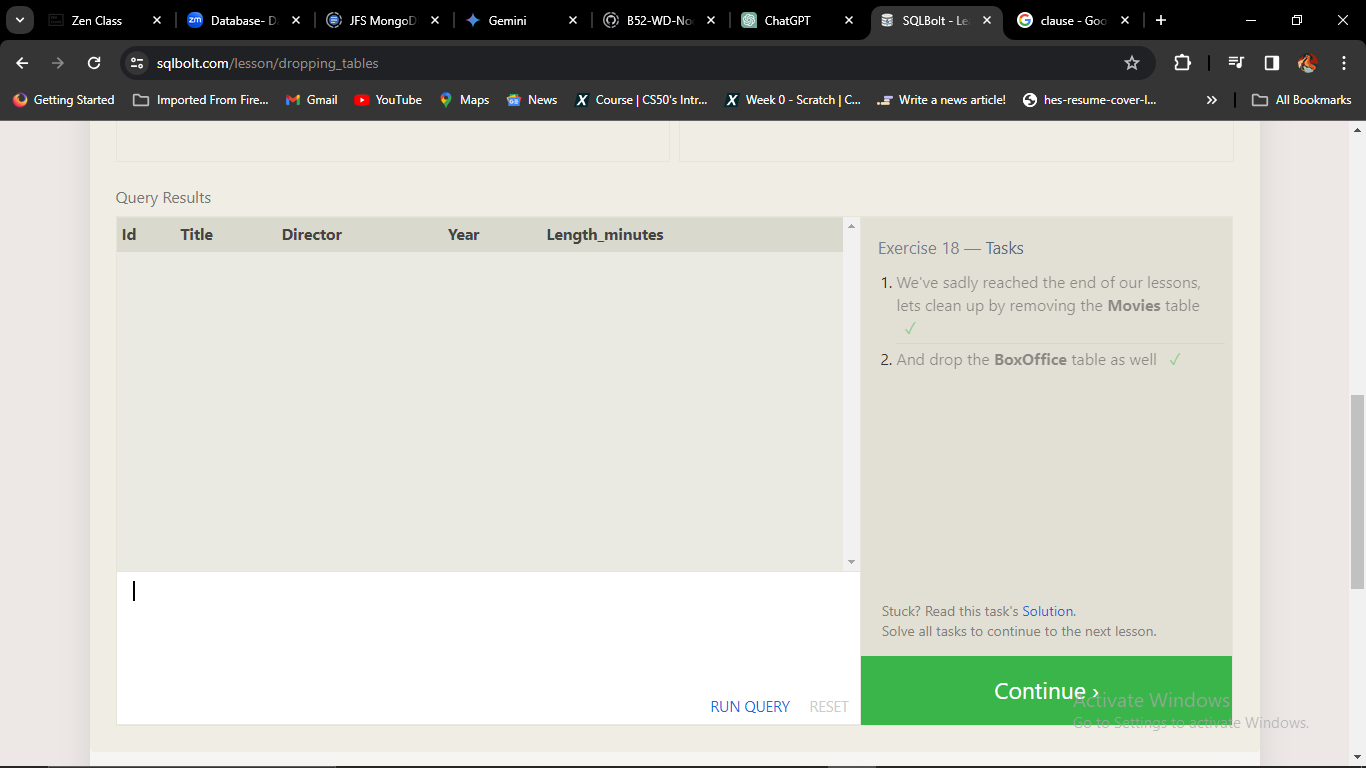 Zen Class
zm Database- D
JFS MongoD
Gemini
B52-WD-No
ChatGPT
SQLBolt - Le
clause - Goo
sqlbolt.com/lesson/dropping_tables
Getting Started
Imported From Fire...
Gmail
YouTube
Maps
News
Course | CS50's Intr...
Week 0 - Scratch | C...
Write a news article!
hes-resume-cover-l...
»
All Bookmarks
Query Results
Id Title Director Year Length_minutes
Exercise 18 — Tasks
1. We've sadly reached the end of our lessons,
lets clean up by removing the Movies table
✓
2. And drop the BoxOffice table as well ✓
Stuck? Read this task's Solution.
Solve all tasks to continue to the next lesson.
RUN QUERY RESET
Continue ›
Activate Windows
Go to Settings to activate Windows.